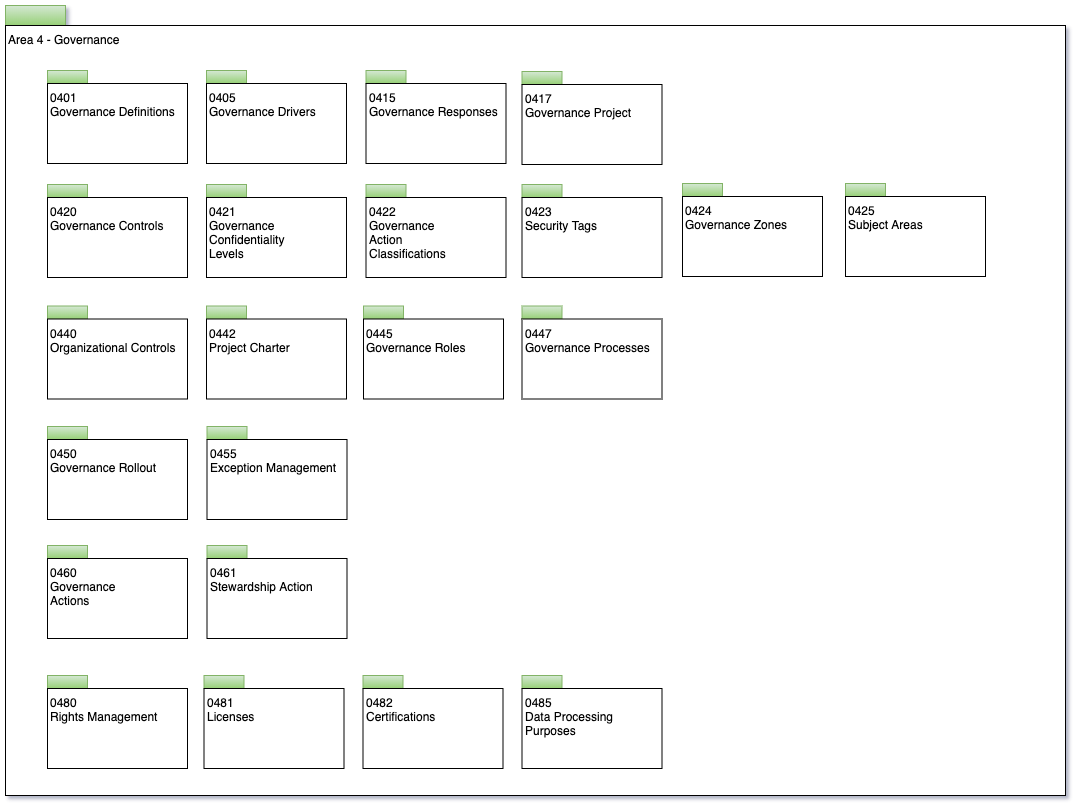 Area 4 - Governance
0401
Governance Definitions
0405
Governance Drivers
0415
Governance Responses
0417
Governance Project
0420
Governance Controls
0421
Governance
Confidentiality
Levels
0422
Governance
Action
Classifications
0423
Security Tags
0424
Governance Zones
0425
Subject Areas
0440
Organizational Controls
0442
Project Charter
0445
Governance Roles
0447
Governance Processes
0450
Governance Rollout
0455
Exception Management
0460
Governance
Actions
0461
Stewardship Action
0480
Rights Management
0481
Licenses
0482
Certifications
0485
Data Processing
Purposes